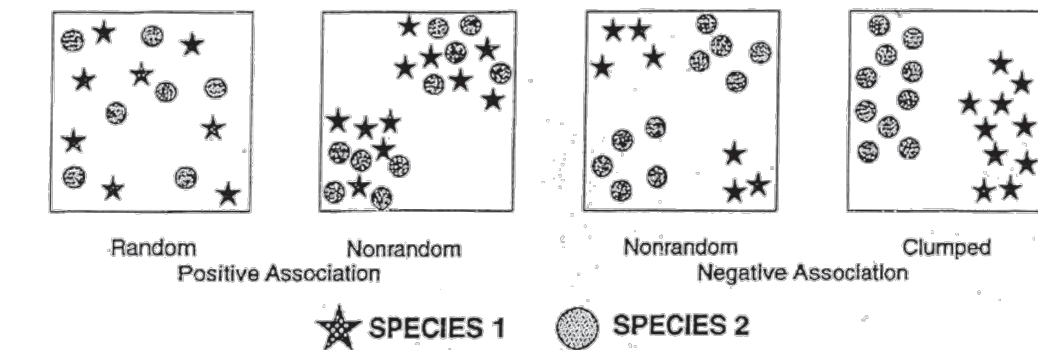 Random Nonrandom Nonrandom Clumped
Positive Association Negative Association
SPECIES 1 SPECIES 2